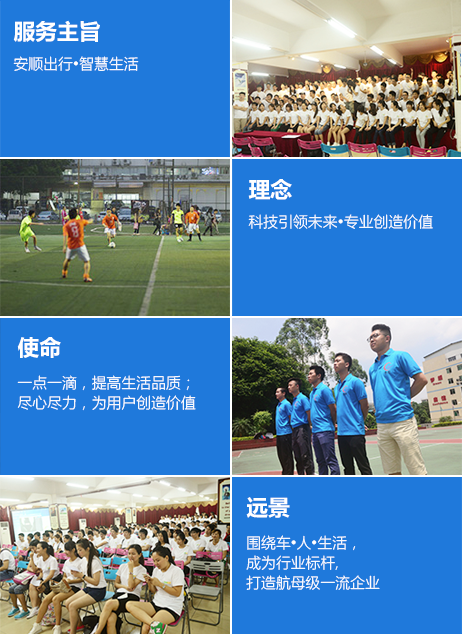 服务主旨
安顺出行•智慧生活
理念
科技引领未来•专业创造价值
使命
一点一滴，提高生活品质；
尽心尽力，为用户创造价值
远景
围绕车•人•生活，
成为行业标杆,
打造航母级一流企业